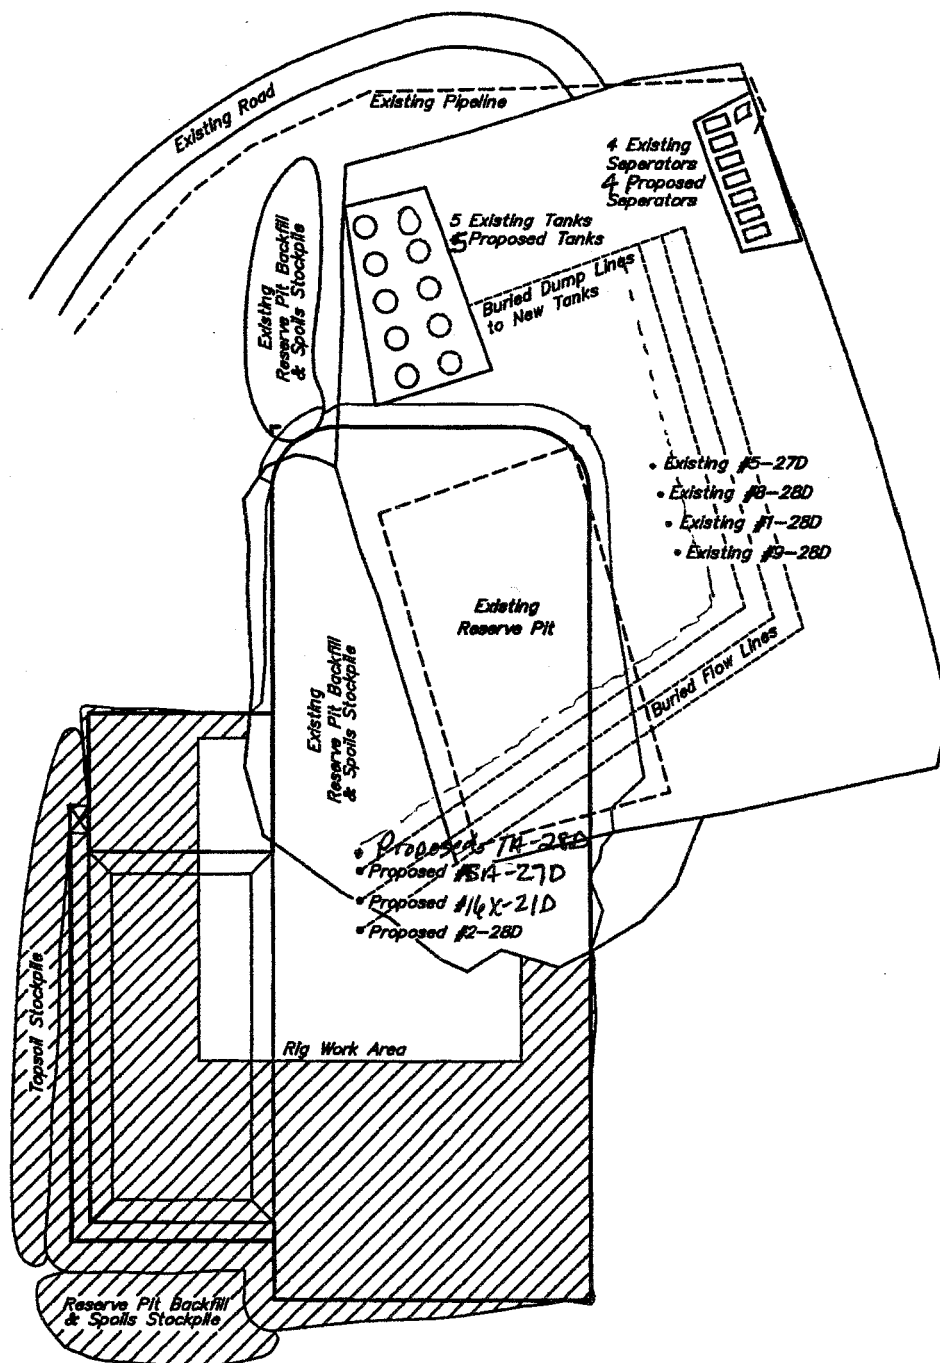 Existing Road
Existing Pipeline
4 Existing
Seperators
4 Proposed
Seperators
5 Existing Tanks
5 Proposed Tanks
Existing
Reserve Pit Backfill
& Spoils Stockpile
Buried Dump Lines
to New Tanks
Existing #5-27D
Existing #8-28D
Existing #1-28D
Existing #9-28D
Existing
Reserve Pit
Existing
Reserve Pit Backfill
& Spoils Stockpile
Buried Flow Lines
Proposed 7A-28D
Proposed #5A-27D
Proposed #16X-21D
Proposed #2-28D
Topsoil Stockpile
Rig Work Area
Reserve Pit Backfill
& Spoils Stockpile